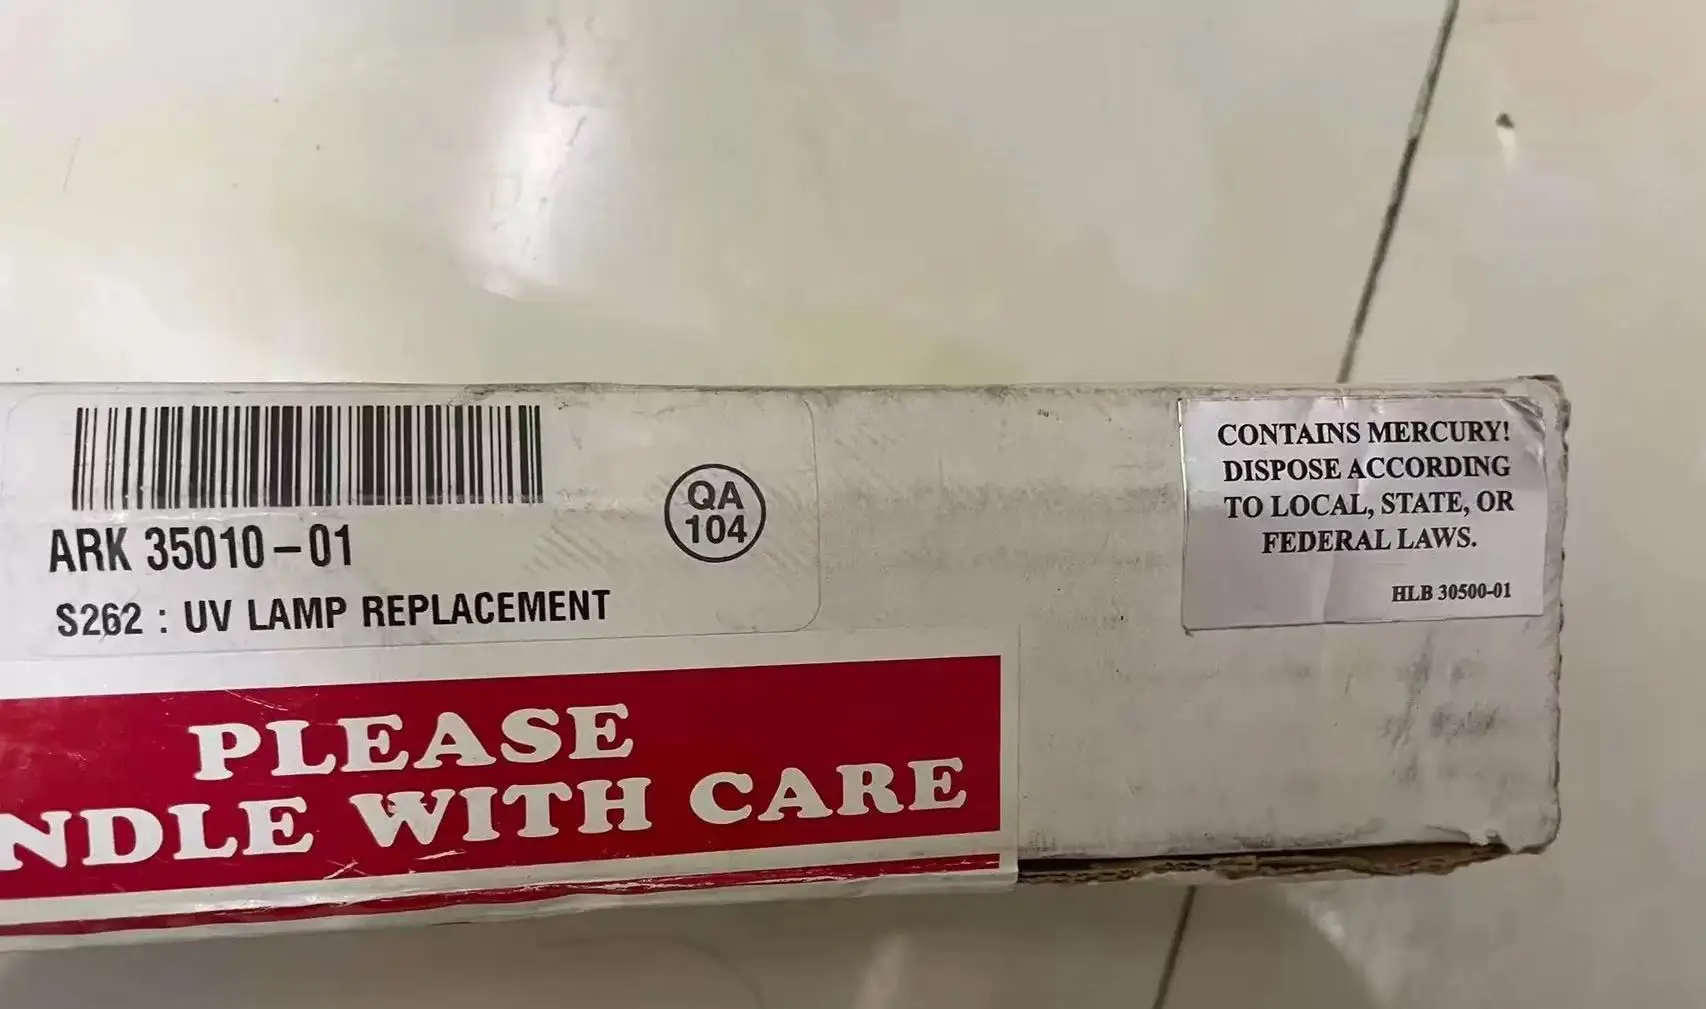 ARK 35010-01
S262 : UV LAMP REPLACEMENT
QA
104
CONTAINS MERCURY!
DISPOSE ACCORDING
TO LOCAL, STATE, OR
FEDERAL LAWS.
HLB 30500-01
PLEASE
NDLE WITH CARE